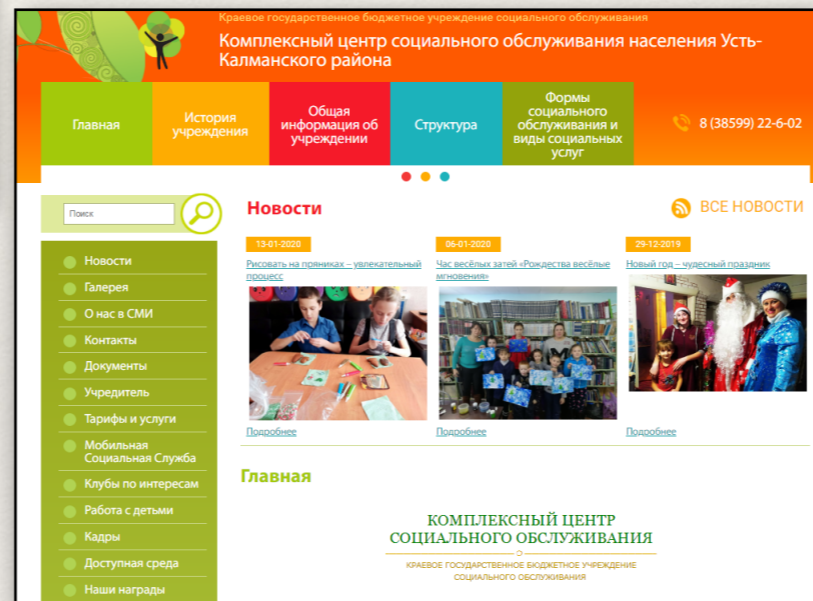 Краевое государственное бюджетное учреждение социального обслуживания
Комплексный центр социального обслуживания населения Усть-
Калманского района
Главная
История
учреждения
Общая
информация об
учреждении
Структура
Формы
социального
обслуживания и
виды социальных
услуг
8 (38599) 22-6-02
Поиск
Новости
Галерея
О нас в СМИ
Контакты
Документы
Учредитель
Тарифы и услуги
Мобильная
Социальная Служба
Клубы по интересам
Работа с детьми
Кадры
Доступная среда
Наши награды
Новости
ВСЕ НОВОСТИ
13-01-2020
Рисовать на пряниках – увлекательный
процесс
Подробнее
06-01-2020
Час весёлых затей «Рождества весёлые
мгновения»
Подробнее
29-12-2019
Новый год – чудесный праздник
Подробнее
Главная
КОМПЛЕКСНЫЙ ЦЕНТР
СОЦИАЛЬНОГО ОБСЛУЖИВАНИЯ
КРАЕВОЕ ГОСУДАРСТВЕННОЕ БЮДЖЕТНОЕ УЧРЕЖДЕНИЕ
СОЦИАЛЬНОГО ОБСЛУЖИВАНИЯ